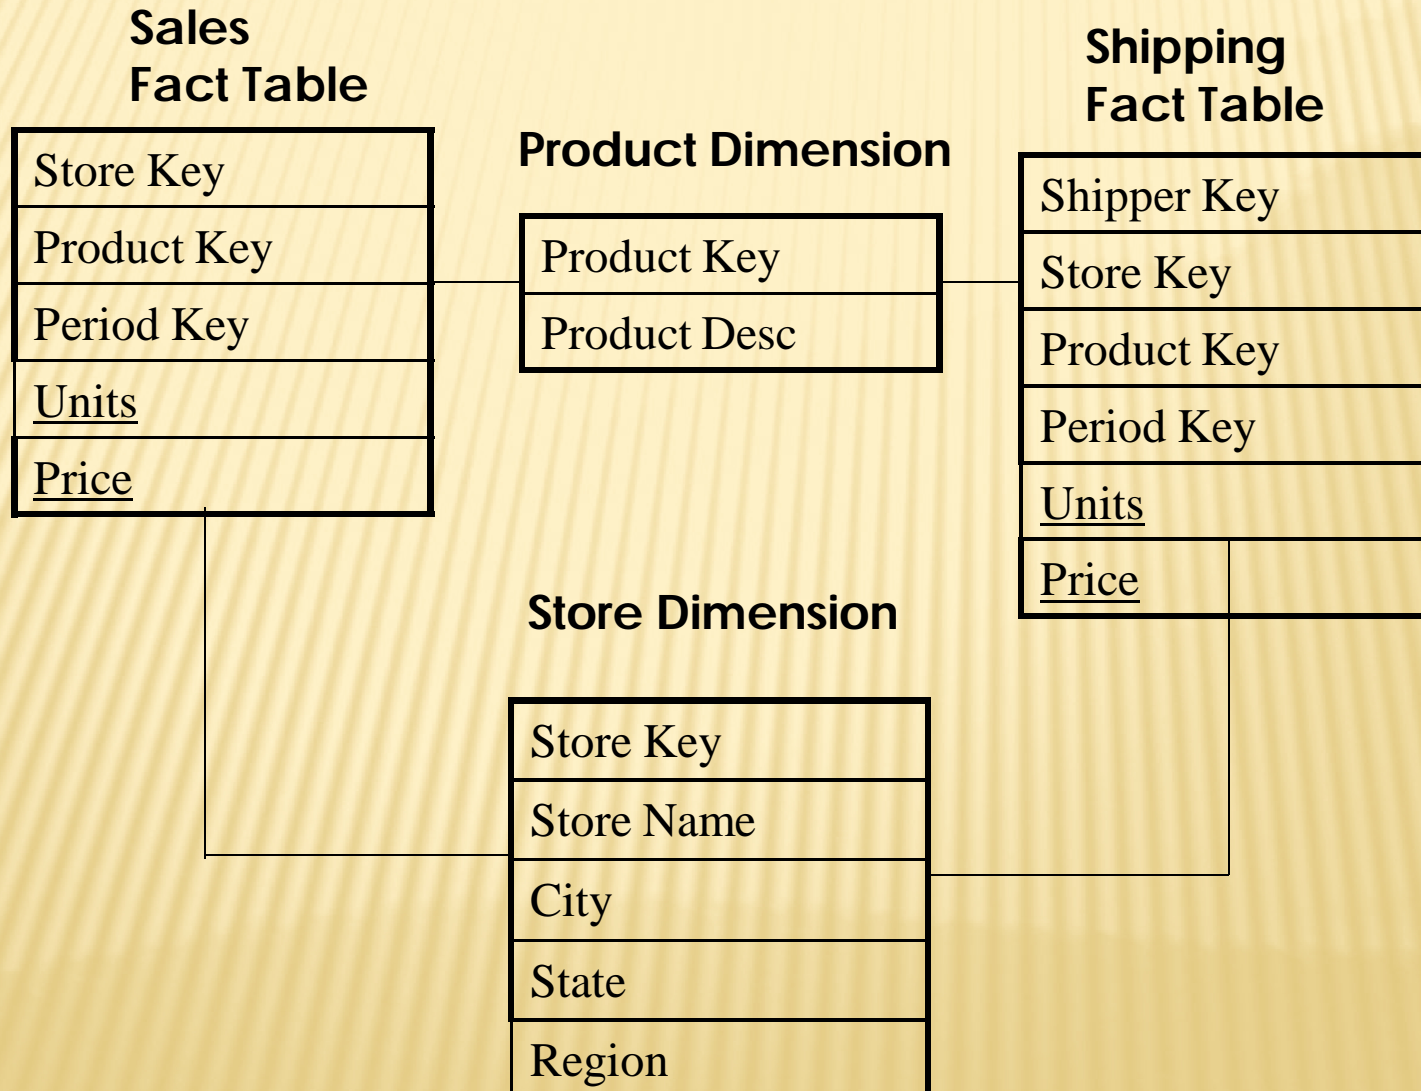 Sales
Fact Table
Store Key
Product Key
Period Key
Units
Price
Product Dimension
Product Key
Product Desc
Shipping
Fact Table
Shipper Key
Store Key
Product Key
Period Key
Units
Price
Store Dimension
Store Key
Store Name
City
State
Region